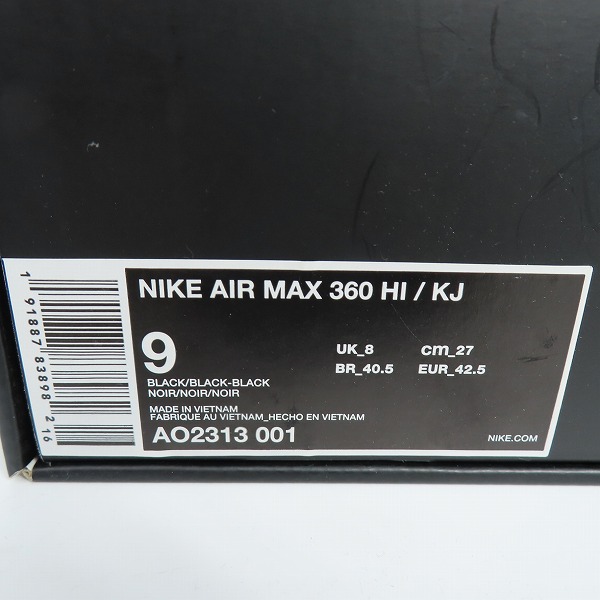 NIKE AIR MAX 360 HI / KJ
9
UK_8 cm_27
BR_40.5 EUR_42.5
BLACK/BLACK-BLACK
NOIR/NOIR/NOIR
MADE IN VIETNAM
FABRIQUE AU VIETNAM_HECHO EN VIETNAM
AO2313 001
NIKE.COM
1 91887 83898 2 16